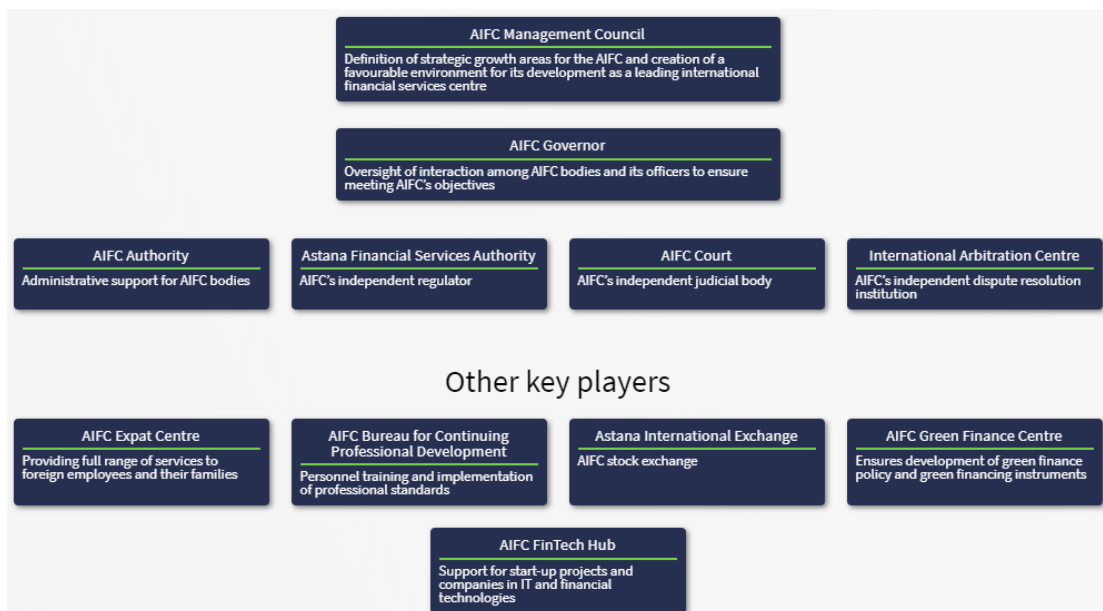 AIFC Management Council
Definition of strategic growth areas for the AIFC and creation of a
favourable environment for its development as a leading international
financial services centre
AIFC Governor
Oversight of interaction among AIFC bodies and its officers to ensure
meeting AIFC's objectives
AIFC Authority
Administrative support for AIFC bodies
Astana Financial Services Authority
AIFC's independent regulator
AIFC Court
AIFC's independent judicial body
International Arbitration Centre
AIFC's independent dispute resolution
institution
Other key players
AIFC Expat Centre
Providing full range of services to
foreign employees and their families
AIFC Bureau for Continuing
Professional Development
Personnel training and implementation
of professional standards
Astana International Exchange
AIFC stock exchange
AIFC Green Finance Centre
Ensures development of green finance
policy and green financing instruments
AIFC FinTech Hub
Support for start-up projects and
companies in IT and financial
technologies